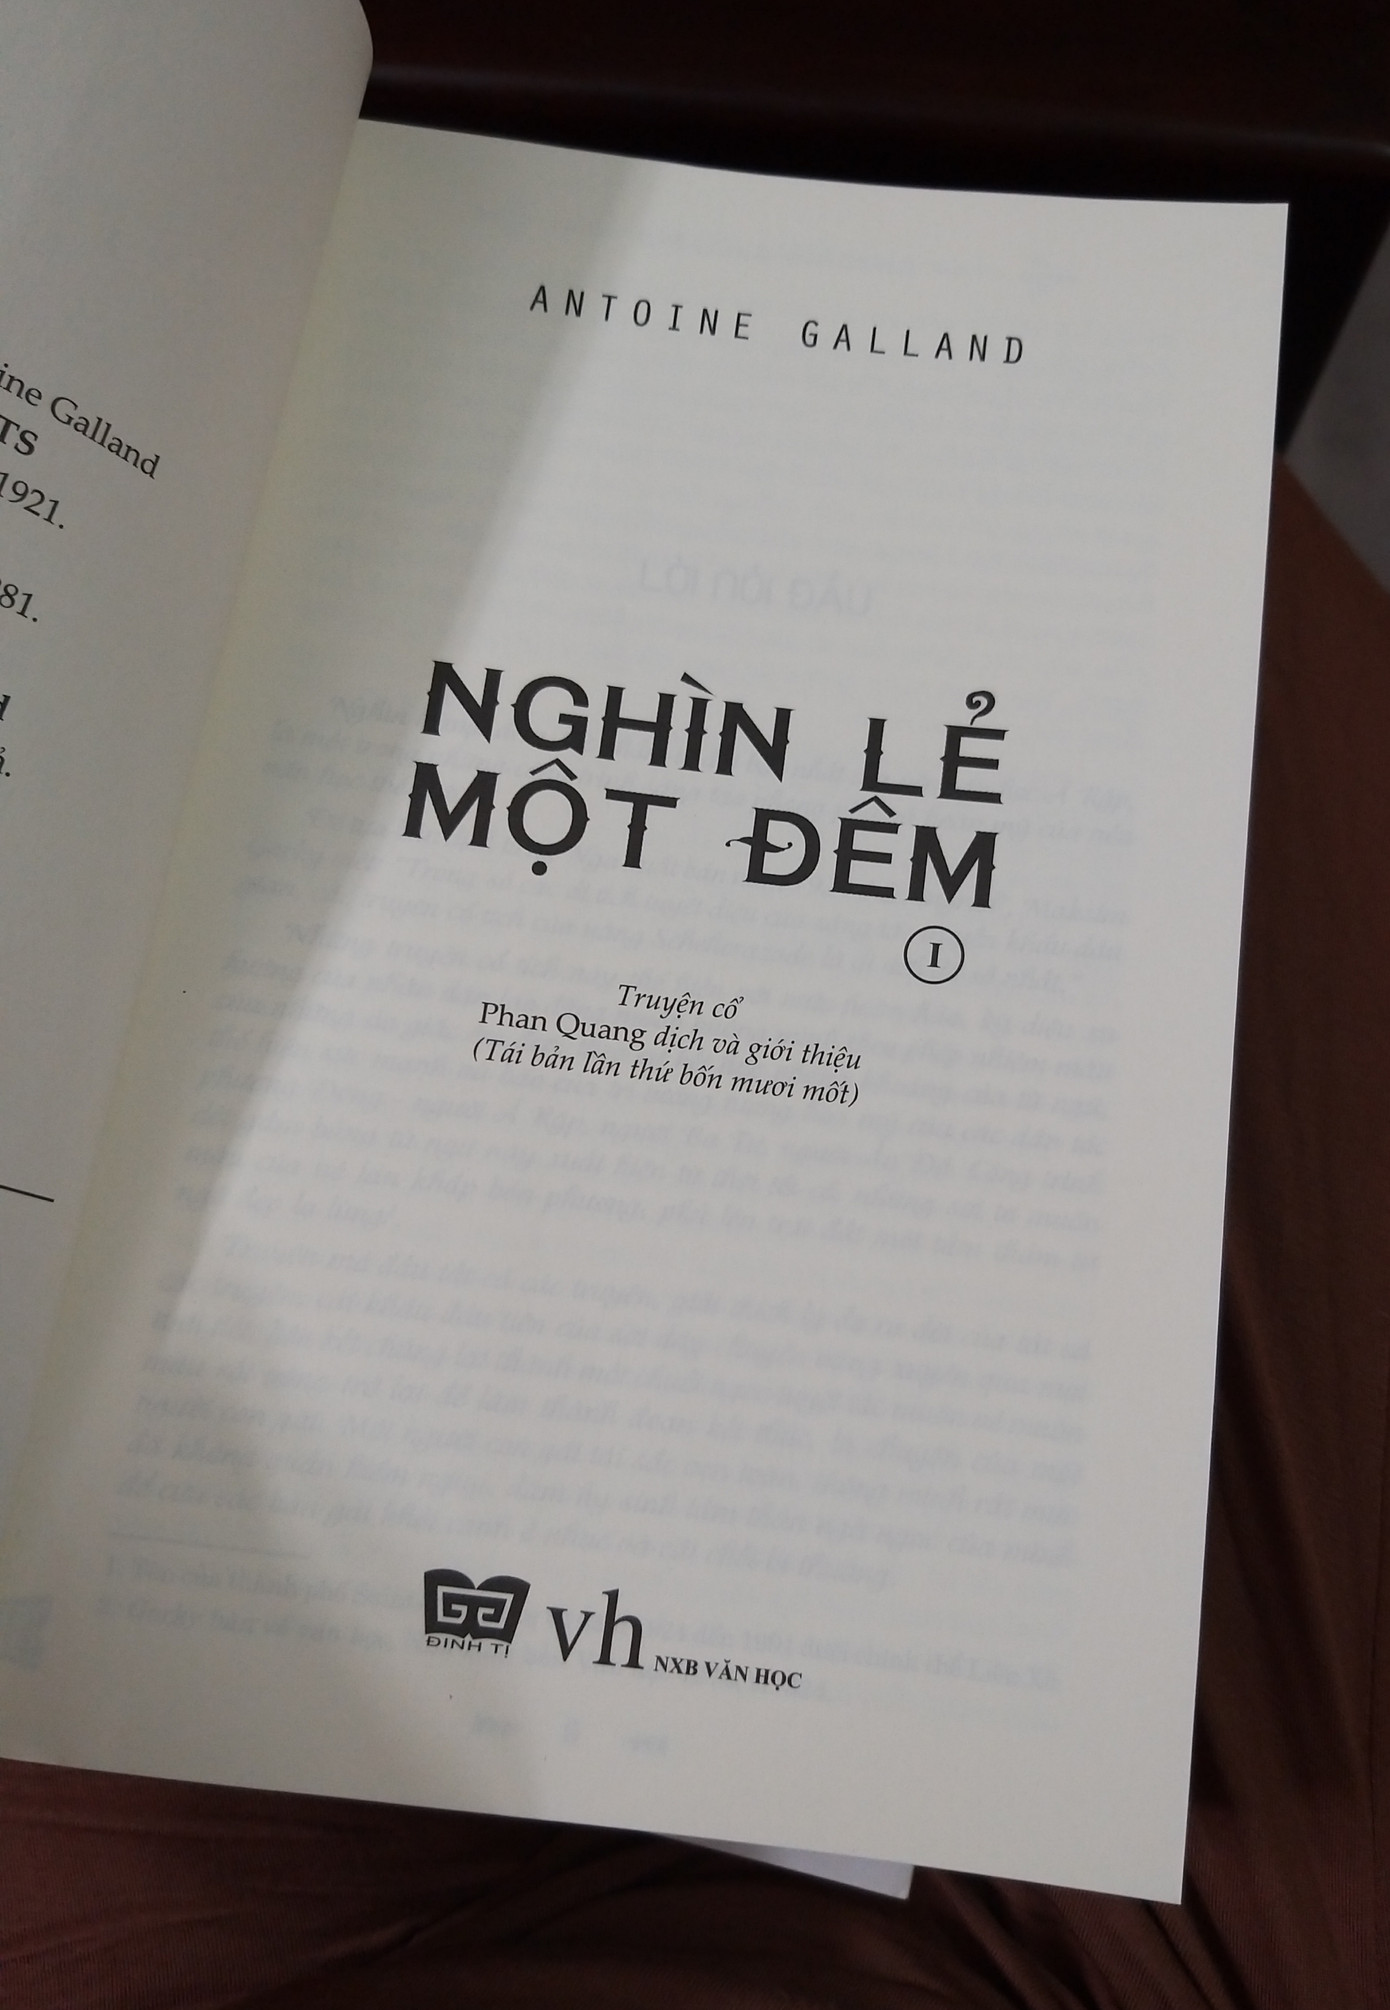 ine Galland
TS
1921.
81.
ANTOINE GALLAND
NGHÌN LẺ
MỘT ĐÊM
I
Truyện cổ
Phan Quang dịch và giới thiệu
(Tái bản lần thứ bốn mươi mốt)
ĐINH TỊ
vh
NXB VĂN HỌC